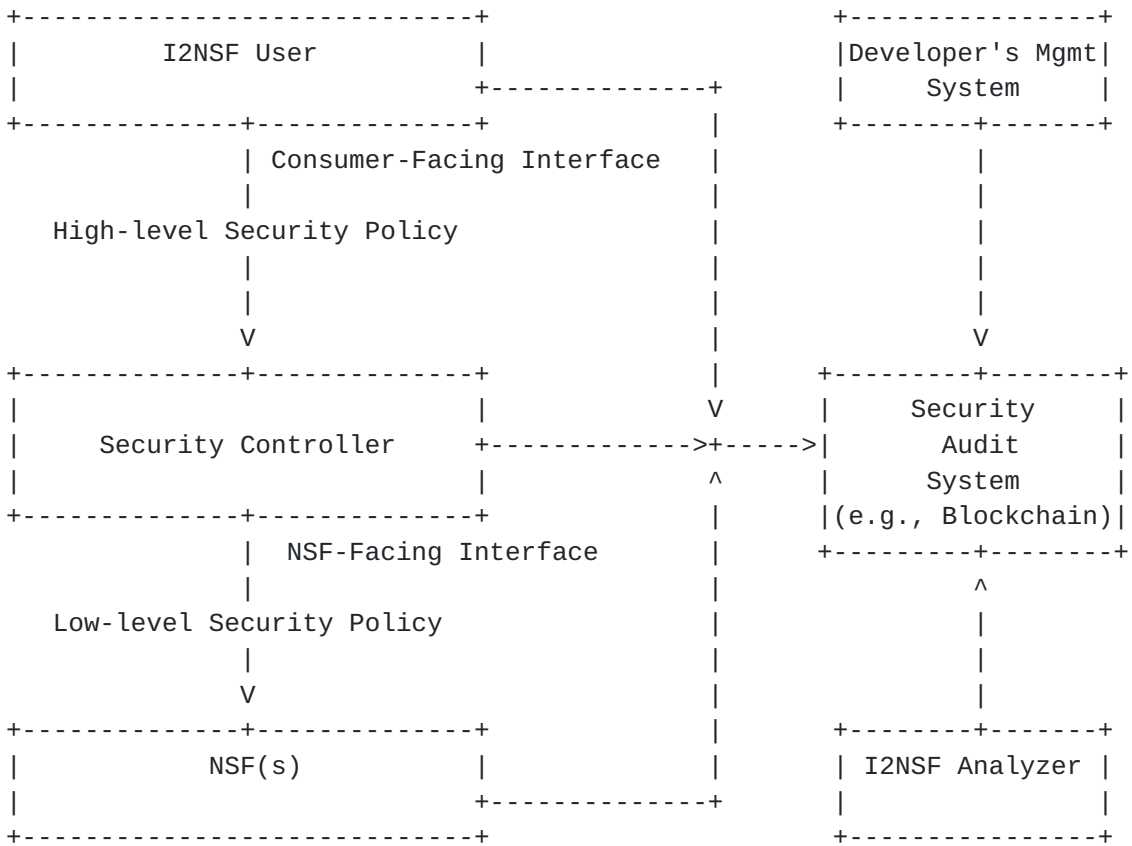 I2NSF User
Developer's Mgmt
System
Consumer-Facing Interface
High-level Security Policy
Security Controller
Security
Audit
System
(e.g., Blockchain)
NSF-Facing Interface
Low-level Security Policy
NSF(s)
I2NSF Analyzer